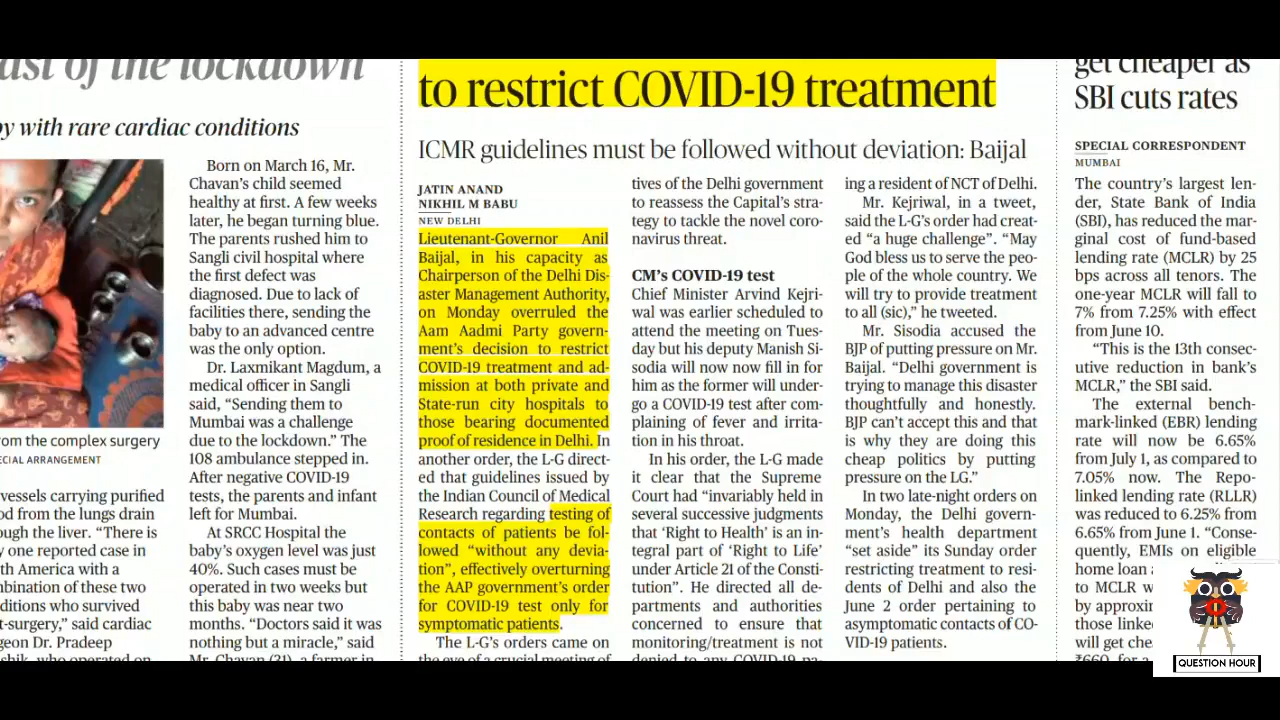 ast of the lockdown
by with rare cardiac conditions
Born on March 16, Mr.
Chavan's child seemed
healthy at first. A few weeks
later, he began turning blue.
The parents rushed him to
Sangli civil hospital where
the first defect was
diagnosed. Due to lack of
facilities there, sending the
baby to an advanced centre
was the only option.
Dr. Laxmikant Magdum, a
medical officer in Sangli
said, "Sending them to
Mumbai was a challenge
due to the lockdown." The
108 ambulance stepped in.
After negative COVID-19
tests, the parents and infant
left for Mumbai.
At SRCC Hospital the
baby's oxygen level was just
40%. Such cases must be
operated in two weeks but
this baby was near two
months. "Doctors said it was
nothing but a miracle," said
Mr. Chavan (31), a farmer in
rom the complex surgery
ECIAL ARRANGEMENT
vessels carrying purified
od from the lungs drain
ough the liver. "There is
y one reported case in
th America with a
mbination of these two
ditions who survived
t-surgery," said cardiac
geon Dr. Pradeep
shik, who operated on
to restrict COVID-19 treatment
ICMR guidelines must be followed without deviation: Baijal
JATIN ANAND
NIKHIL M BABU
NEW DELHI
Lieutenant-Governor Anil
Baijal, in his capacity as
Chairperson of the Delhi Dis-
aster Management Authority,
on Monday overruled the
Aam Aadmi Party govern-
ment's decision to restrict
COVID-19 treatment and ad-
mission at both private and
State-run city hospitals to
those bearing documented
proof of residence in Delhi. In
another order, the L-G direct-
ed that guidelines issued by
the Indian Council of Medical
Research regarding testing of
contacts of patients be fol-
lowed "without any devia-
tion", effectively overturning
the AAP government's order
for COVID-19 test only for
symptomatic patients.
The L-G's orders came on
the eve of a crucial meeting of
tives of the Delhi government
to reassess the Capital's stra-
tegy to tackle the novel coro-
navirus threat.
CM's COVID-19 test
Chief Minister Arvind Kejri-
wal was earlier scheduled to
attend the meeting on Tues-
day but his deputy Manish Si-
sodia will now now fill in for
him as the former will under-
go a COVID-19 test after com-
plaining of fever and irrita-
tion in his throat.
In his order, the L-G made
it clear that the Supreme
Court had "invariably held in
several successive judgments
that 'Right to Health' is an in-
tegral part of 'Right to Life'
under Article 21 of the Consti-
tution". He directed all de-
partments and authorities
concerned to ensure that
monitoring/treatment is not
denied to any COVID-19 pa-
ing a resident of NCT of Delhi.
Mr. Kejriwal, in a tweet,
said the L-G's order had creat-
ed "a huge challenge". "May
God bless us to serve the peo-
ple of the whole country. We
will try to provide treatment
to all (sic)," he tweeted.
Mr. Sisodia accused the
BJP of putting pressure on Mr.
Baijal. "Delhi government is
trying to manage this disaster
thoughtfully and honestly.
BJP can't accept this and that
is why they are doing this
cheap politics by putting
pressure on the LG."
In two late-night orders on
Monday, the Delhi govern-
ment's health department
"set aside" its Sunday order
restricting treatment to resi-
dents of Delhi and also the
June 2 order pertaining to
asymptomatic contacts of CO-
VID-19 patients.
get cheaper as
SBI cuts rates
SPECIAL CORRESPONDENT
MUMBAI
The country's largest len-
der, State Bank of India
(SBI), has reduced the mar-
ginal cost of fund-based
lending rate (MCLR) by 25
bps across all tenors. The
one-year MCLR will fall to
7% from 7.25% with effect
from June 10.
"This is the 13th consec-
utive reduction in bank's
MCLR," the SBI said.
The external bench-
mark-linked (EBR) lending
rate will now be 6.65%
from July 1, as compared to
7.05% now. The Repo-
linked lending rate (RLLR)
was reduced to 6.25% from
6.65% from June 1. "Conse-
quently, EMIs on eligible
home loan
to MCLR w
by approxi
those linke
will get che
₹660, for a
QUESTION HOUR